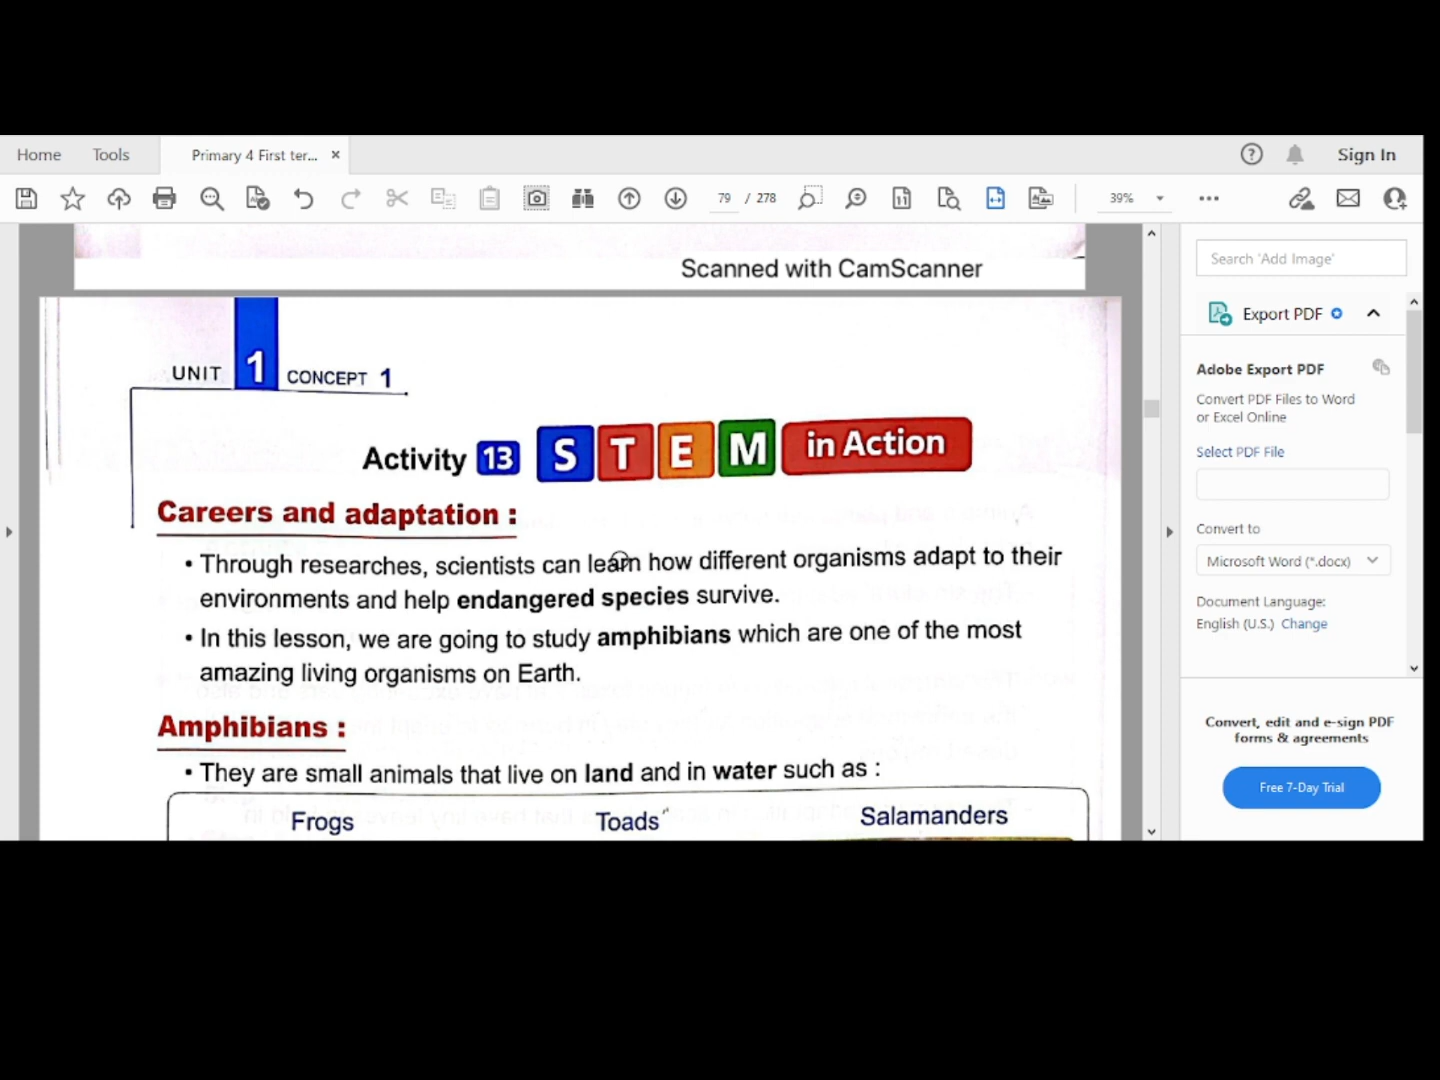 Home Tools Primary 4 First ter... × Sign In
79 / 278 39%
Scanned with CamScanner
UNIT 1 CONCEPT 1
Activity 13 STEM in Action
Careers and adaptation :
• Through researches, scientists can learn how different organisms adapt to their
environments and help endangered species survive.
• In this lesson, we are going to study amphibians which are one of the most
amazing living organisms on Earth.
Amphibians :
• They are small animals that live on land and in water such as :
Frogs Toads Salamanders
Search 'Add Image'
Export PDF
Adobe Export PDF
Convert PDF Files to Word
or Excel Online
Select PDF File
Convert to
Microsoft Word (*.docx)
Document Language:
English (U.S.) Change
Convert, edit and e-sign PDF
forms & agreements
Free 7-Day Trial